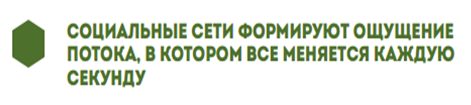 СОЦИАЛЬНЫЕ СЕТИ ФОРМИРУЮТ ОЩУЩЕНИЕ
ПОТОКА, В КОТОРОМ ВСЕ МЕНЯЕТСЯ КАЖДУЮ
СЕКУНДУ